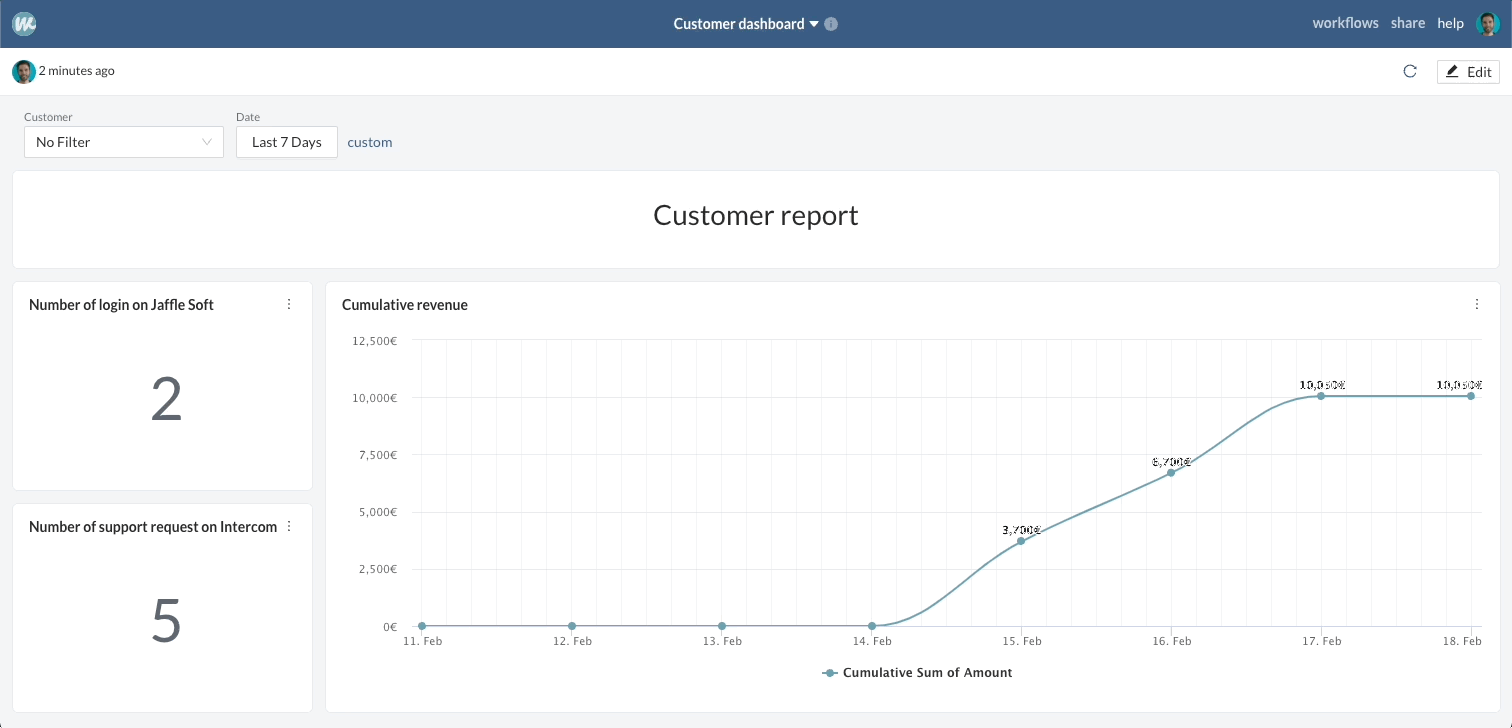 Customer dashboard
workflows share help
2 minutes ago
Edit
Customer
Date
No Filter
Last 7 Days
custom
Customer report
Number of login on Jaffle Soft
2
Number of support request on Intercom
5
Cumulative revenue
12,500€
10,000€
7,500€
5,000€
2,500€
0€
3,700€
6,700€
10,050€
10,050€
11. Feb
12. Feb
13. Feb
14. Feb
15. Feb
16. Feb
17. Feb
18. Feb
Cumulative Sum of Amount